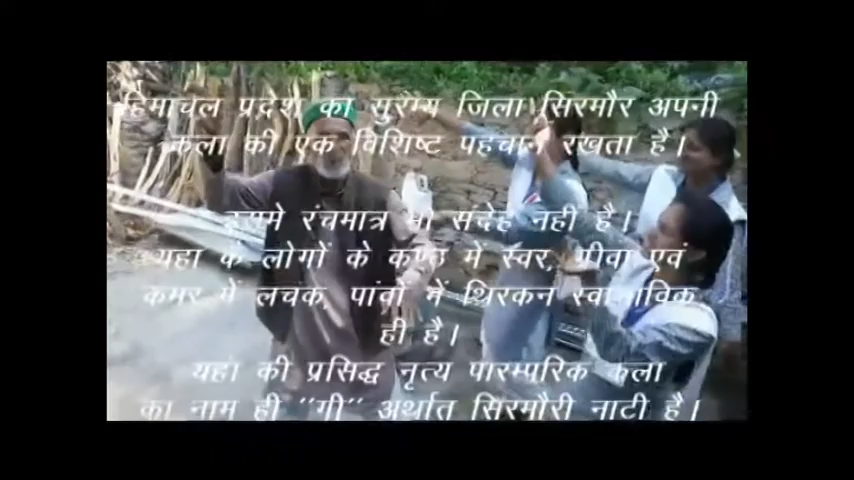 हिमाचल प्रदेश का सुरम्य जिला सिरमौर अपनी
कला की एक विशिष्ट पहचान रखता है।
इसमे रंचमात्र भी संदेह नही है।
यहां के लोगों के कण्ठ में स्वर, ग्रीवा एवं
कमर में लचक, पांवों में थिरकन स्वाभाविक
ही है।
यहां की प्रसिद्ध नृत्य पारम्परिक कला
का नाम ही ''गी'' अर्थात सिरमौरी नाटी है।